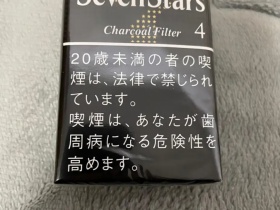 SevenStars
Charcoal Filter 4
20歳未満の者の喫
煙は、法律で禁じられ
ています。
喫煙は、あなたが歯
周病になる危険性を
高めます。